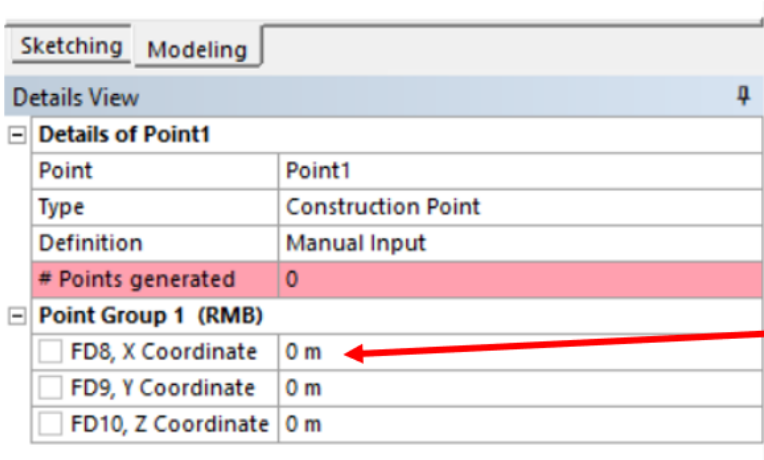 Sketching Modeling
Details View
Details of Point1
Point Point1
Type Construction Point
Definition Manual Input
# Points generated 0
Point Group 1 (RMB)
FD8, X Coordinate 0 m
FD9, Y Coordinate 0 m
FD10, Z Coordinate 0 m